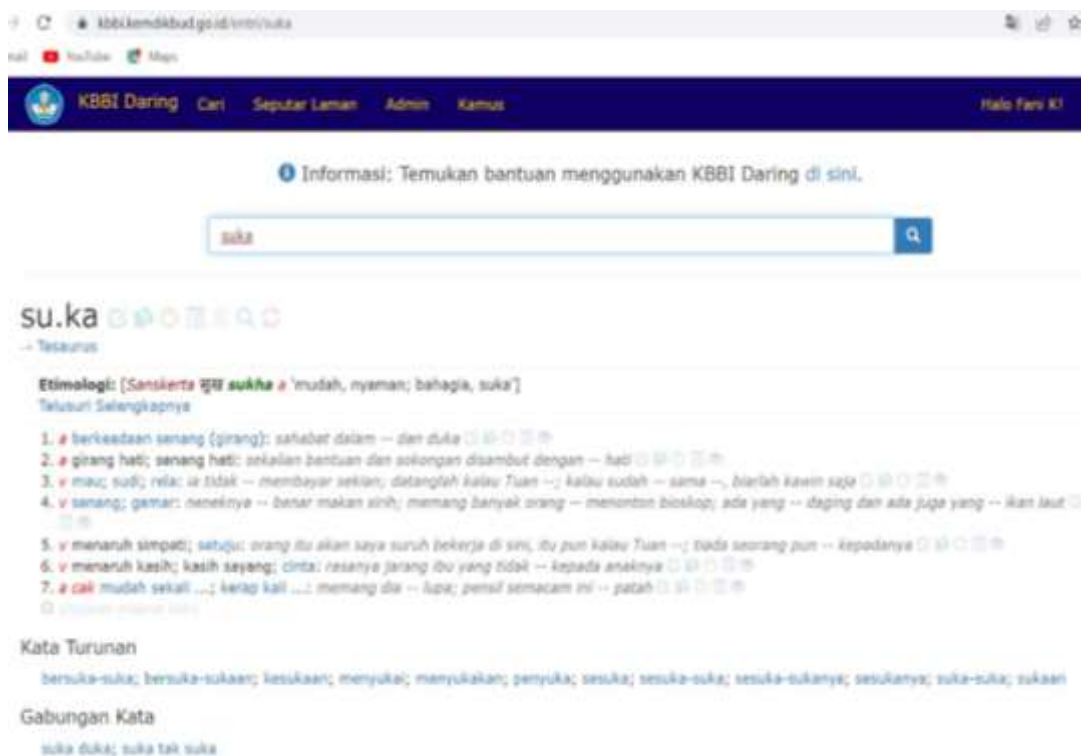 kbbi.kemdikbud.go.id/entri/suka
YouTube Maps
KBBI Daring Cari Seputar Laman Admin Kamus Halo Fani K!
Informasi: Temukan bantuan menggunakan KBBI Daring di sini.
suka
su.ka
→ Tesaurus
Etimologi: [Sanskerta सुख sukha a 'mudah, nyaman; bahagia, suka']
Telusuri Selengkapnya
1. a berkeadaan senang (girang): sahabat dalam -- dan duka
2. a girang hati; senang hati: sekalian bantuan dan sokongan disambut dengan -- hati
3. v mau; sudi; rela: ia tidak -- membayar sekian; datanglah kalau Tuan --; kalau sudah -- sama --, biarlah kawin saja
4. v senang; gemar: neneknya -- benar makan sirih; memang banyak orang -- menonton bioskop; ada yang -- daging dan ada juga yang -- ikan laut
5. v menaruh simpati; setuju: orang itu akan saya suruh bekerja di sini, itu pun kalau Tuan --; tiada seorang pun -- kepadanya
6. v menaruh kasih; kasih sayang; cinta: rasanya jarang ibu yang tidak -- kepada anaknya
7. a cak mudah sekali ...; kerap kali ...: memang dia -- lupa; pensil semacam ini -- patah
Kata Turunan
bersuka-suka; bersuka-sukaan; kesukaan; menyukai; menyukakan; penyuka; sesuka; sesuka-suka; sesuka-sukanya; sesukanya; suka-suka; sukaan
Gabungan Kata
suka duka; suka tak suka